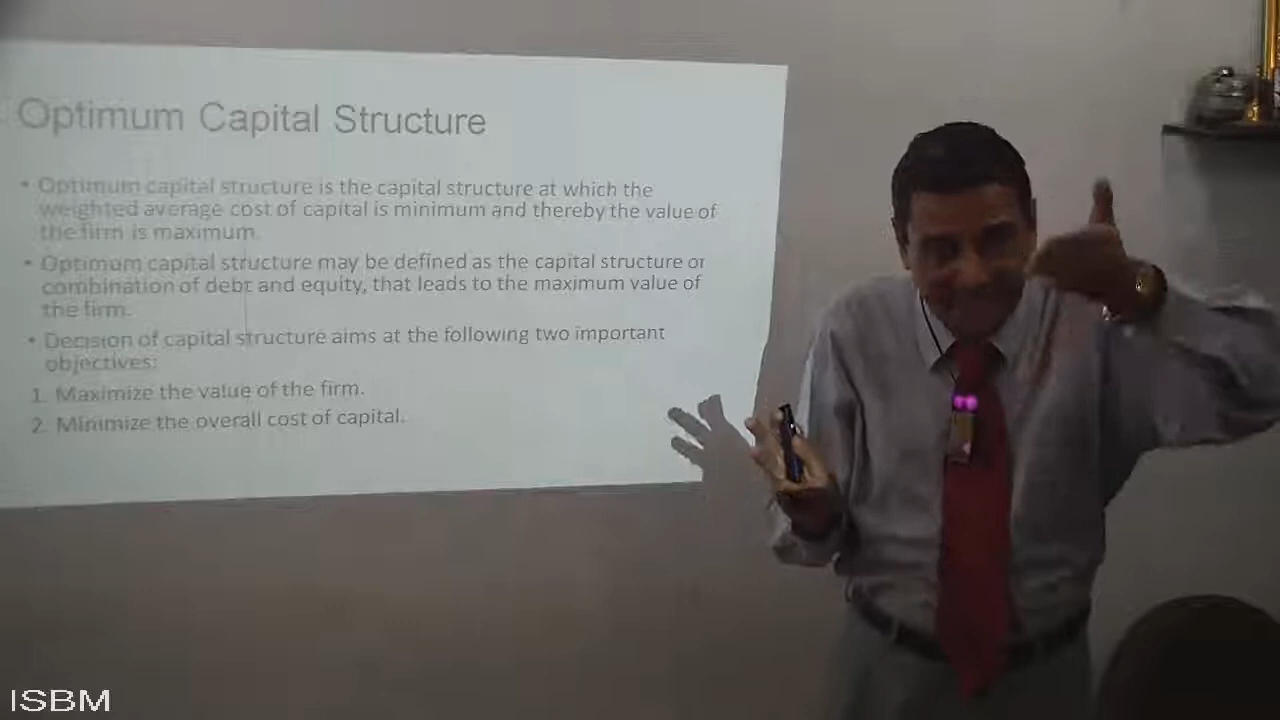 Optimum Capital Structure
• Optimum capital structure is the capital structure at which the
weighted average cost of capital is minimum and thereby the value of
the firm is maximum.
• Optimum capital structure may be defined as the capital structure or
combination of debt and equity, that leads to the maximum value of
the firm.
• Decision of capital structure aims at the following two important
objectives:
1. Maximize the value of the firm.
2. Minimize the overall cost of capital.
ISBM